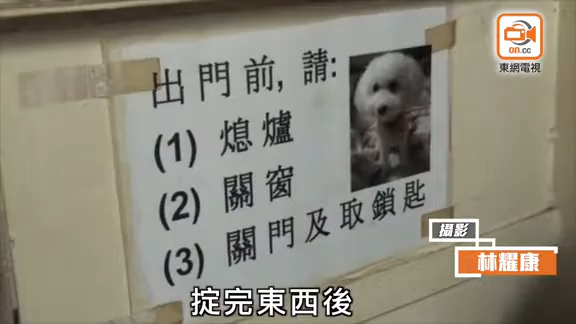 出門前, 請:
(1) 熄爐
(2) 關窗
(3) 關門及取鎖匙
on.cc
東網電視
攝影
林耀康
掟完東西後